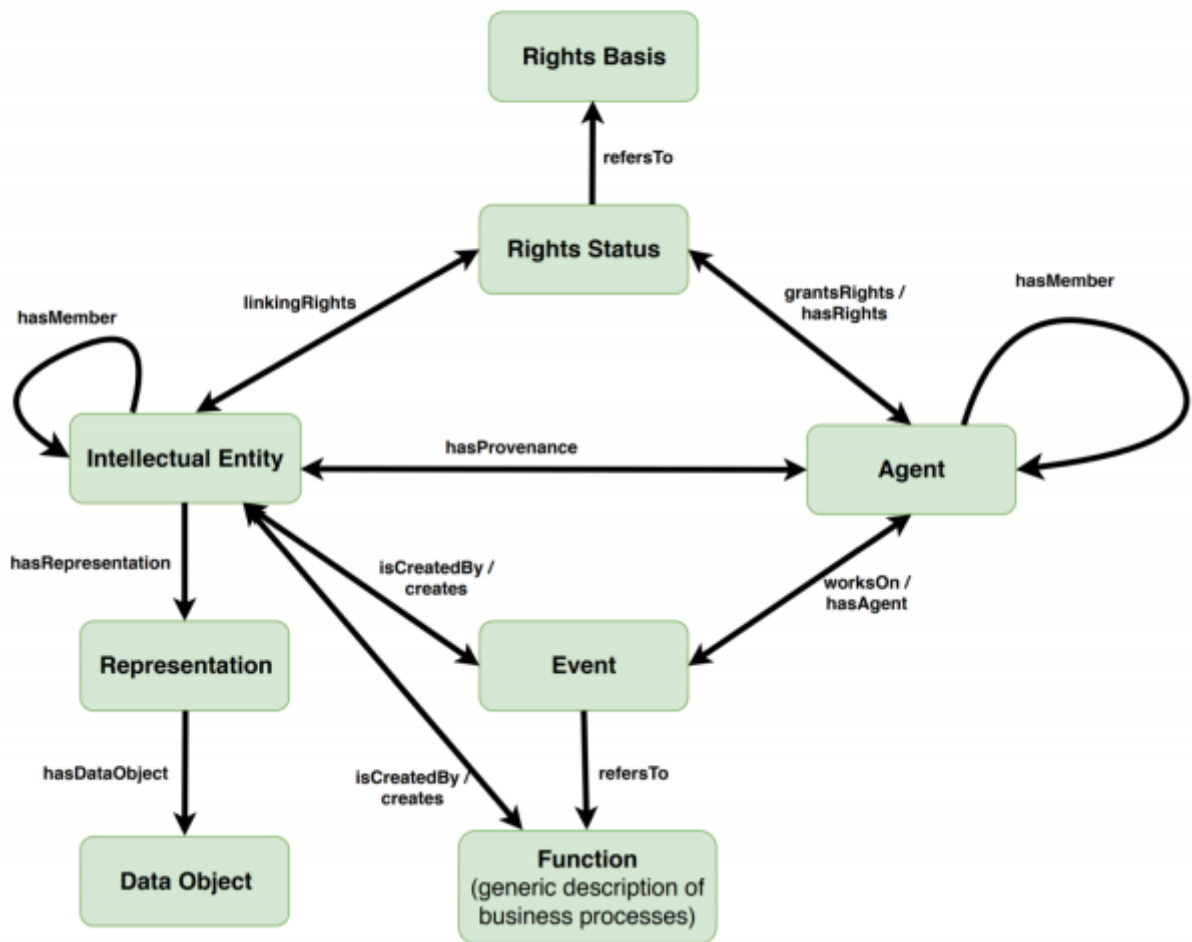 Rights Basis
refersTo
Rights Status
linkingRights
grantsRights /
hasRights
hasMember
hasMember
Intellectual Entity
hasProvenance
Agent
hasRepresentation
isCreatedBy /
creates
worksOn /
hasAgent
Representation
Event
hasDataObject
isCreatedBy /
creates
refersTo
Data Object
Function
(generic description of
business processes)